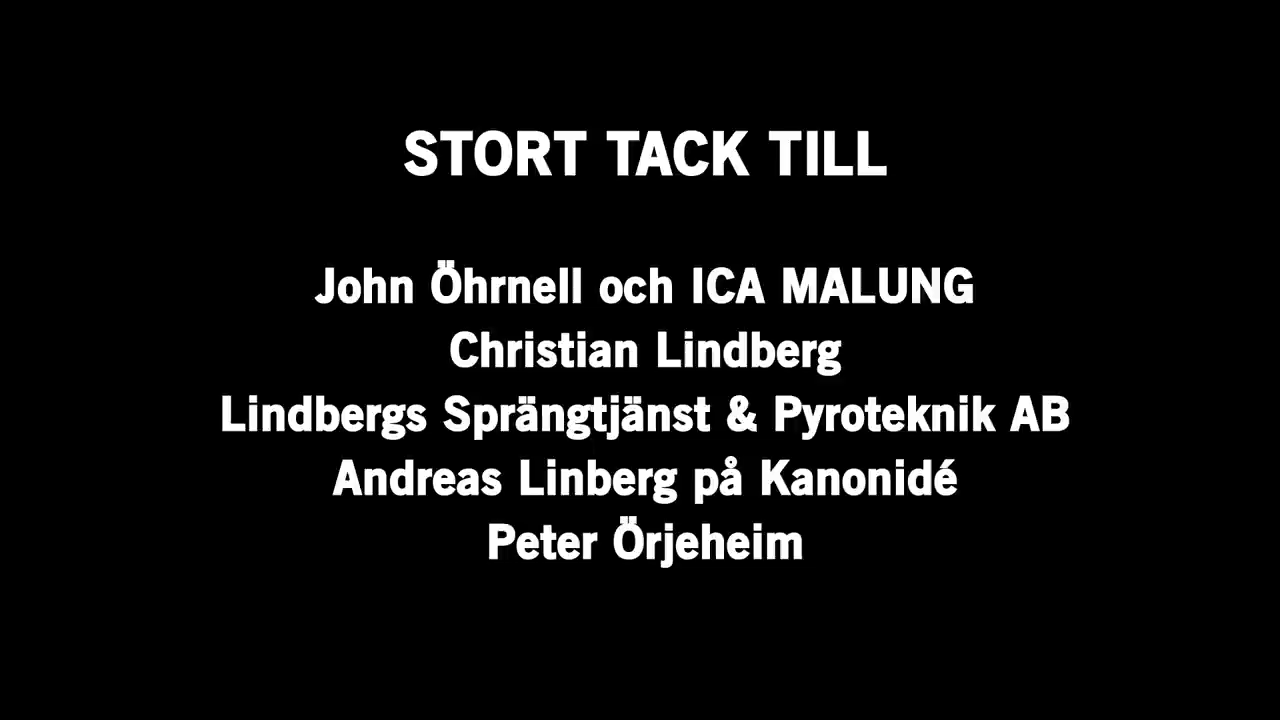 STORT TACK TILL
John Öhrnell och ICA MALUNG
Christian Lindberg
Lindbergs Sprängtjänst & Pyroteknik AB
Andreas Linberg på Kanonidé
Peter Örjeheim